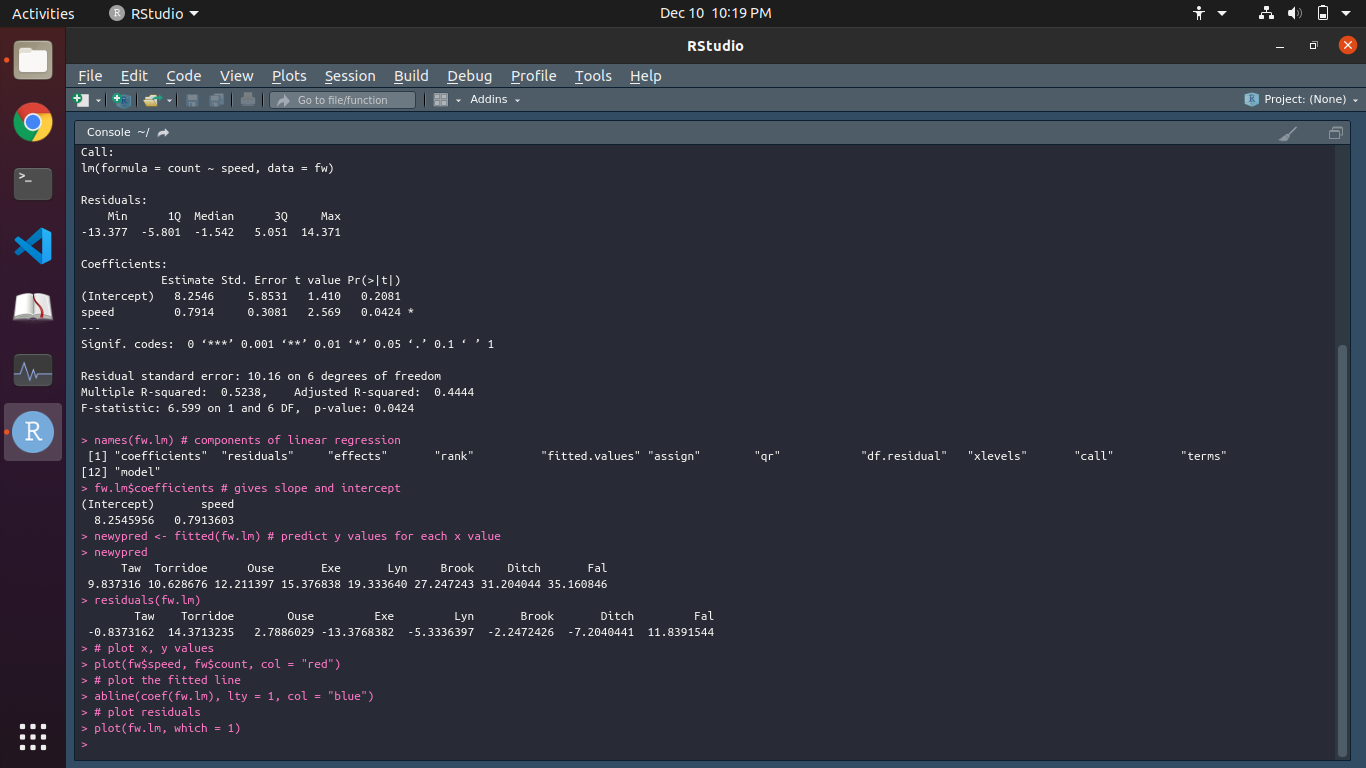 Activities RStudio Dec 10 10:19 PM
RStudio
File Edit Code View Plots Session Build Debug Profile Tools Help
Go to file/function Addins Project: (None)
Console ~/
Call:
lm(formula = count ~ speed, data = fw)
Residuals:
    Min      1Q  Median      3Q     Max
-13.377  -5.801  -1.542   5.051  14.371
Coefficients:
            Estimate Std. Error t value Pr(>|t|)
(Intercept)   8.2546     5.8531   1.410   0.2081
speed         0.7914     0.3081   2.569   0.0424 *
---
Signif. codes:  0 ‘***’ 0.001 ‘**’ 0.01 ‘*’ 0.05 ‘.’ 0.1 ‘ ’ 1
Residual standard error: 10.16 on 6 degrees of freedom
Multiple R-squared:  0.5238,    Adjusted R-squared:  0.4444
F-statistic: 6.599 on 1 and 6 DF,  p-value: 0.0424
> names(fw.lm) # components of linear regression
 [1] "coefficients"  "residuals"     "effects"       "rank"          "fitted.values" "assign"        "qr"            "df.residual"   "xlevels"       "call"          "terms"
[12] "model"
> fw.lm$coefficients # gives slope and intercept
(Intercept)       speed
  8.2545956   0.7913603
> newypred <- fitted(fw.lm) # predict y values for each x value
> newypred
      Taw  Torridoe      Ouse       Exe       Lyn     Brook     Ditch       Fal
 9.837316 10.628676 12.211397 15.376838 19.333640 27.247243 31.204044 35.160846
> residuals(fw.lm)
        Taw    Torridoe        Ouse         Exe         Lyn       Brook       Ditch         Fal
 -0.8373162  14.3713235   2.7886029 -13.3768382  -5.3336397  -2.2472426  -7.2040441  11.8391544
> # plot x, y values
> plot(fw$speed, fw$count, col = "red")
> # plot the fitted line
> abline(coef(fw.lm), lty = 1, col = "blue")
> # plot residuals
> plot(fw.lm, which = 1)
>